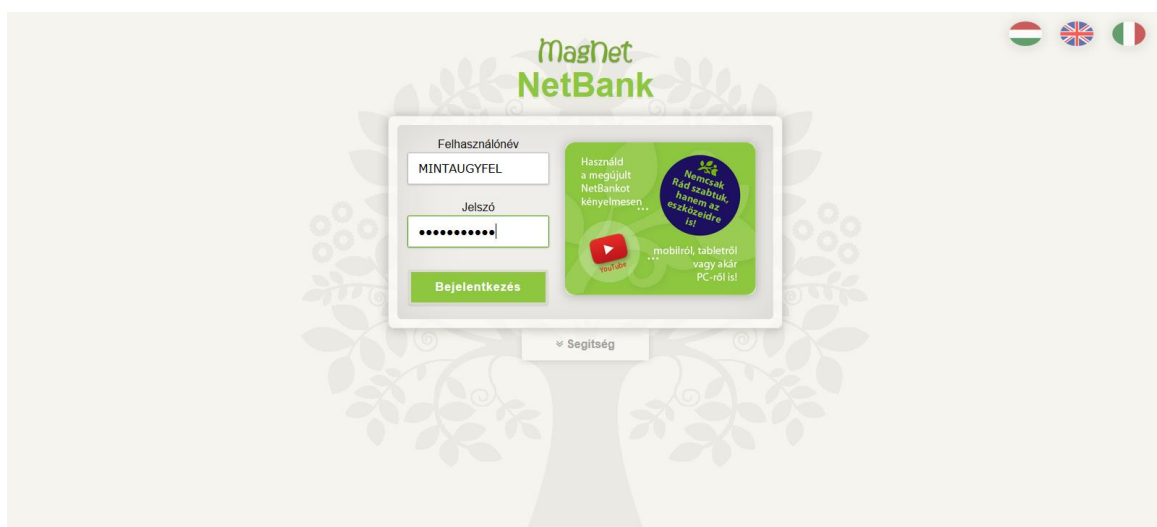 MagNet
NetBank
Felhasználónév
MINTAUGYFEL
Jelszó
•••••••••••
Bejelentkezés
Használd
a megújult
NetBankot
kényelmesen...
Nemcsak
Rád szabtuk,
hanem az
eszközeidre
is!
YouTube
...mobilról, tabletről
vagy akár
PC-ről is!
Segítség